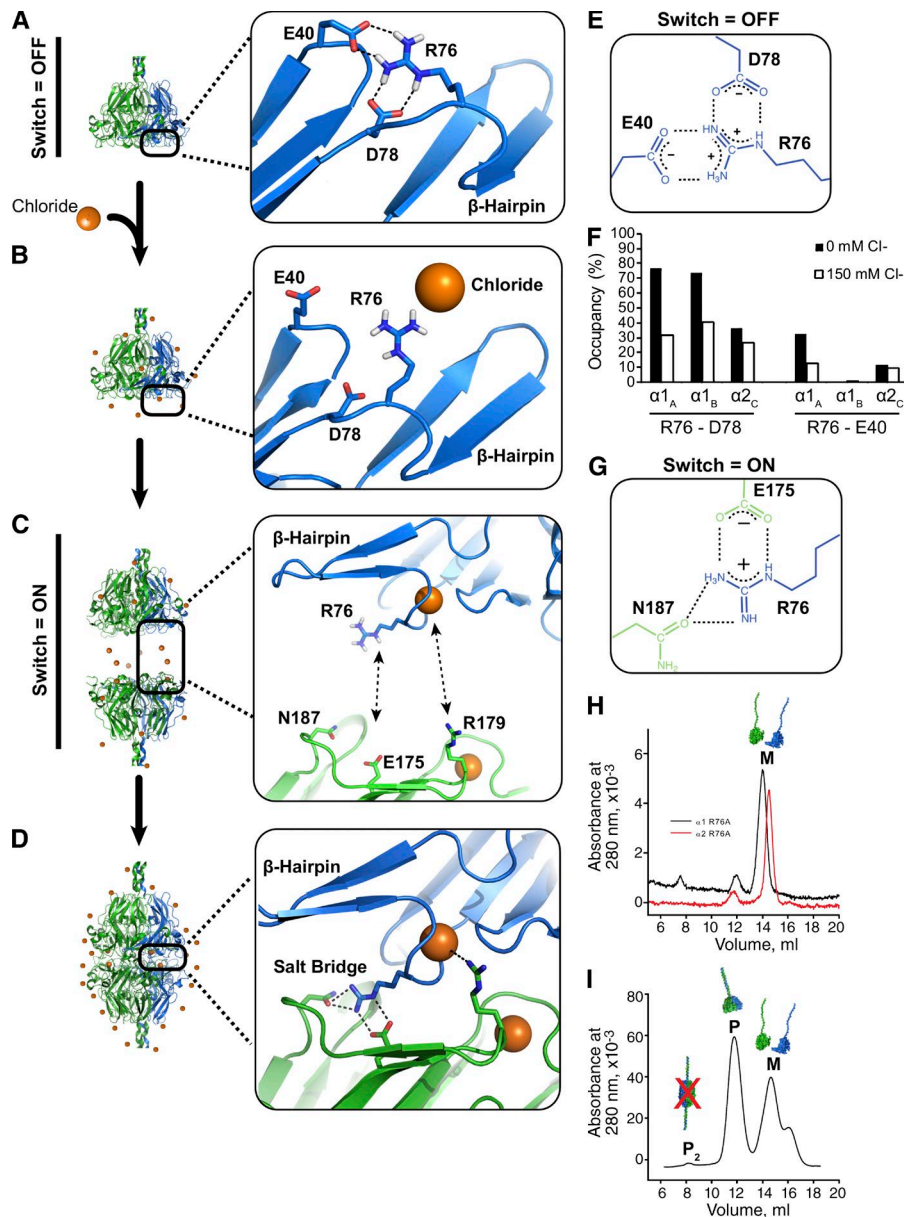 A
Switch = OFF
E40
R76
D78
β-Hairpin
Chloride
B
E40
R76
Chloride
D78
β-Hairpin
C
Switch = ON
β-Hairpin
R76
N187
E175
R179
D
β-Hairpin
Salt Bridge
E
Switch = OFF
D78
O
C
O
E40
O
C
O
HN
H
N
C
H₃N
R76
F
Occupancy (%)
100
90
80
70
60
50
40
30
20
10
0
0 mM Cl-
150 mM Cl-
α1A α1B α2C α1A α1B α2C
R76 - D78 R76 - E40
G
Switch = ON
E175
O
C
O
H₃N
H
N
C
NH
R76
N187
O
C
NH₂
H
M
Absorbance at
280 nm, x10-3
6
4
2
0
α1 R76A
α2 R76A
6 8 10 12 14 16 18 20
Volume, ml
I
P
M
P₂
Absorbance at
280 nm, x10-3
80
60
40
20
0
6 8 10 12 14 16 18 20
Volume, ml